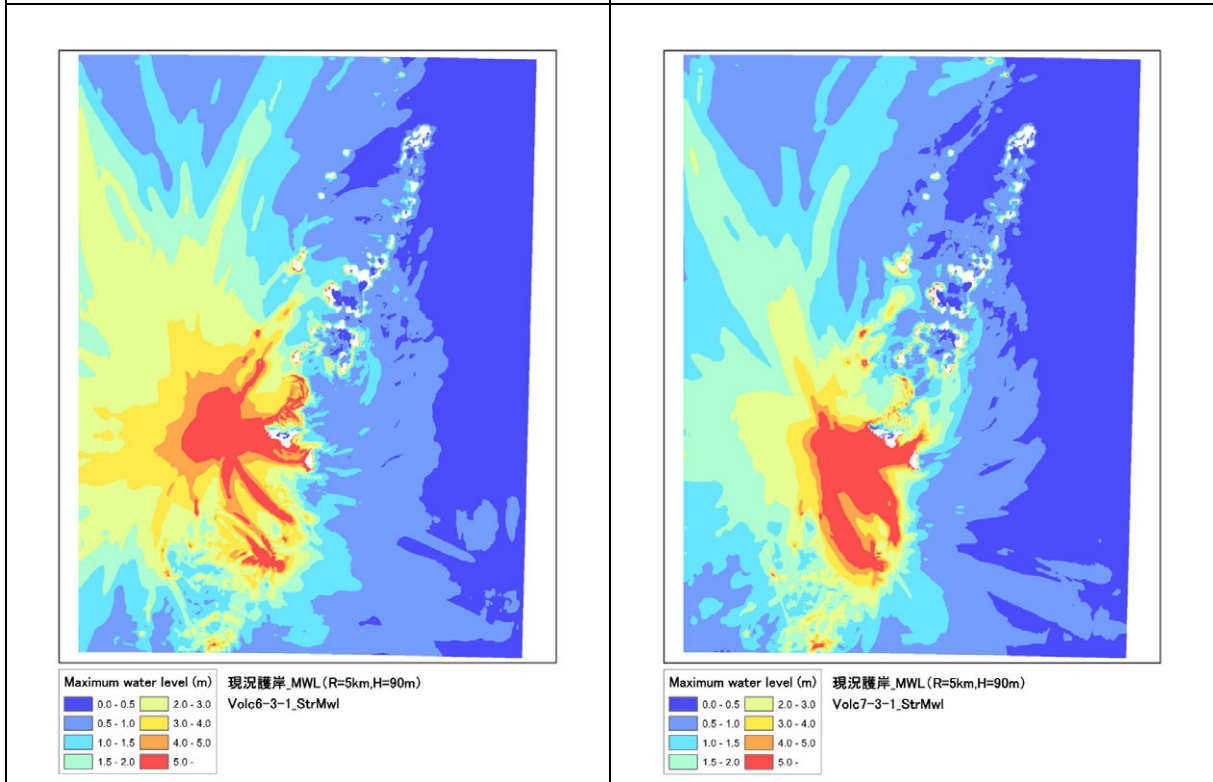 Maximum water level (m)
0.0 - 0.5
2.0 - 3.0
0.5 - 1.0
3.0 - 4.0
1.0 - 1.5
4.0 - 5.0
1.5 - 2.0
5.0 -
現況護岸_MWL(R=5km,H=90m)
Volc6-3-1_StrMwl
Maximum water level (m)
0.0 - 0.5
2.0 - 3.0
0.5 - 1.0
3.0 - 4.0
1.0 - 1.5
4.0 - 5.0
1.5 - 2.0
5.0 -
現況護岸_MWL(R=5km,H=90m)
Volc7-3-1_StrMwl